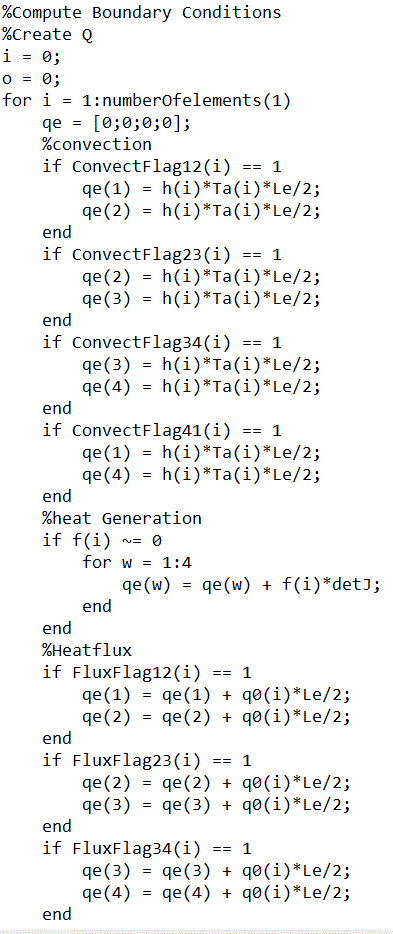 %Compute Boundary Conditions
%Create Q
i = 0;
o = 0;
for i = 1:numberOfelements(1)
    qe = [0;0;0;0];
    %convection
    if ConvectFlag12(i) == 1
        qe(1) = h(i)*Ta(i)*Le/2;
        qe(2) = h(i)*Ta(i)*Le/2;
    end
    if ConvectFlag23(i) == 1
        qe(2) = h(i)*Ta(i)*Le/2;
        qe(3) = h(i)*Ta(i)*Le/2;
    end
    if ConvectFlag34(i) == 1
        qe(3) = h(i)*Ta(i)*Le/2;
        qe(4) = h(i)*Ta(i)*Le/2;
    end
    if ConvectFlag41(i) == 1
        qe(1) = h(i)*Ta(i)*Le/2;
        qe(4) = h(i)*Ta(i)*Le/2;
    end
    %heat Generation
    if f(i) ~= 0
        for w = 1:4
            qe(w) = qe(w) + f(i)*detJ;
        end
    end
    %Heatflux
    if FluxFlag12(i) == 1
        qe(1) = qe(1) + q0(i)*Le/2;
        qe(2) = qe(2) + q0(i)*Le/2;
    end
    if FluxFlag23(i) == 1
        qe(2) = qe(2) + q0(i)*Le/2;
        qe(3) = qe(3) + q0(i)*Le/2;
    end
    if FluxFlag34(i) == 1
        qe(3) = qe(3) + q0(i)*Le/2;
        qe(4) = qe(4) + q0(i)*Le/2;
    end